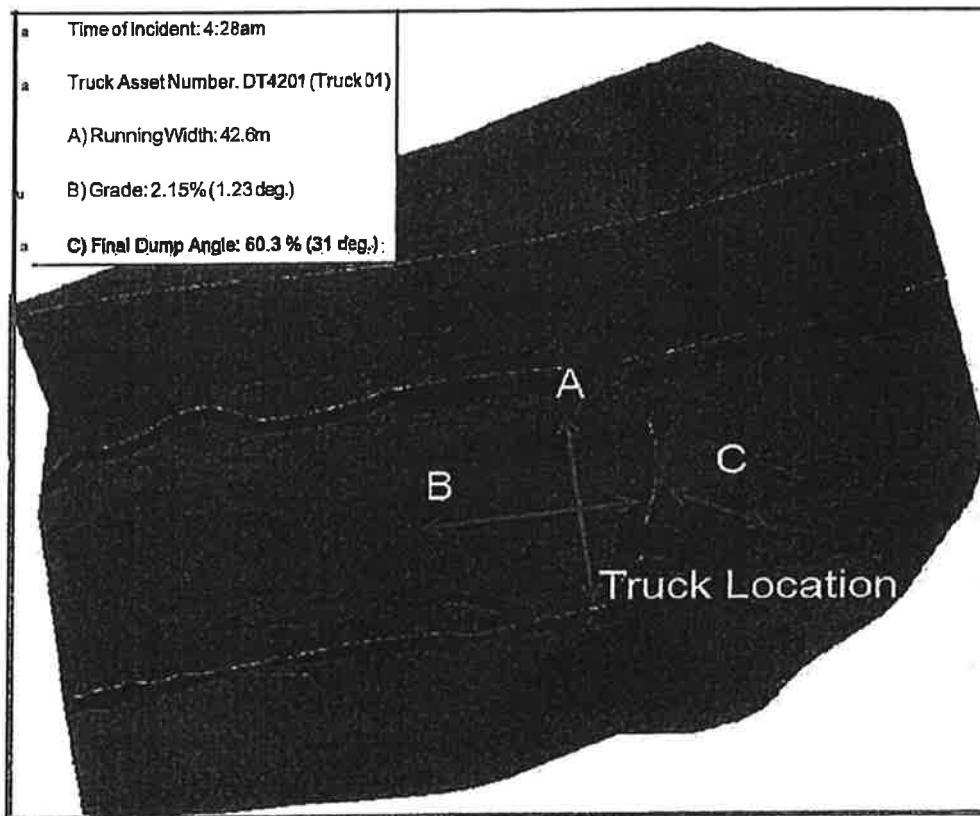 a Time of Incident: 4:28am
a Truck Asset Number. DT4201 (Truck 01)
A) Running Width: 42.6m
u B) Grade: 2.15% (1.23 deg.)
a C) Final Dump Angle: 60.3 % (31 deg.):
A
B
C
Truck Location